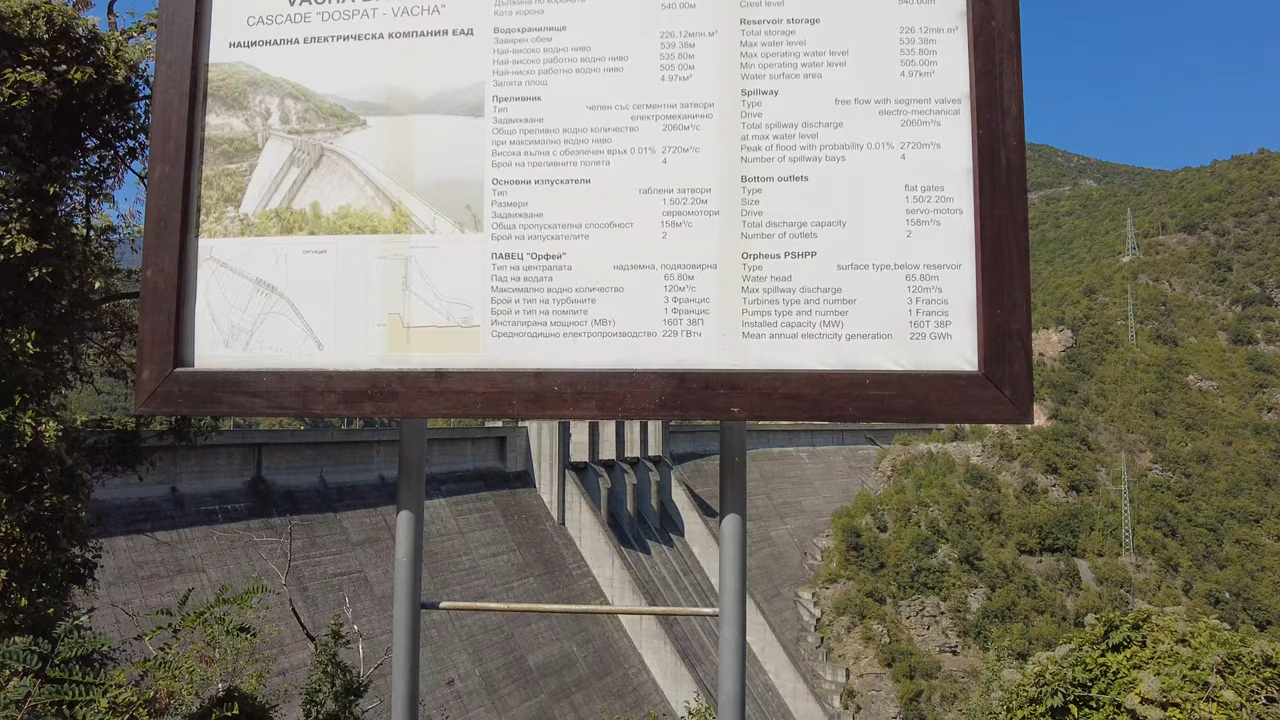 CASCADE "DOSPAT - VACHA"
НАЦИОНАЛНА ЕЛЕКТРИЧЕСКА КОМПАНИЯ ЕАД
СИТУАЦИЯ
Дължина по короната
Кота корона 540.00м
Водохранилище
Завирен обем 226.12млн.м³
Най-високо водно ниво 539.38м
Най-високо работно водно ниво 535.80м
Най-ниско работно водно ниво 505.00м
Залята площ 4.97км²
Преливник
Тип челен със сегментни затвори
Задвижване електромеханично
Общо преливно водно количество 2060м³/с
при максимално водно ниво
Висока вълна с обезпечен връх 0.01% 2720м³/с
Брой на преливните полета 4
Основни изпускатели
Тип таблени затвори
Размери 1.50/2.20м
Задвижване сервомотори
Обща пропускателна способност 158м³/с
Брой на изпускателите 2
ПАВЕЦ "Орфей"
Тип на централата надземна, подязовирна
Пад на водата 65.80м
Максимално водно количество 120м³/с
Брой и тип на турбините 3 Францис
Брой и тип на помпите 1 Францис
Инсталирана мощност (МВт) 160Т 38П
Средногодишно електропроизводство 229 ГВтч
Crest level 540.00m
Reservoir storage
Total storage 226.12mln.m³
Max water level 539.38m
Max operating water level 535.80m
Min operating water level 505.00m
Water surface area 4.97km²
Spillway
Type free flow with segment valves
Drive electro-mechanical
Total spillway discharge 2060m³/s
at max water level
Peak of flood with probability 0.01% 2720m³/s
Number of spillway bays 4
Bottom outlets
Type flat gates
Size 1.50/2.20m
Drive servo-motors
Total discharge capacity 158m³/s
Number of outlets 2
Orpheus PSHPP
Type surface type,below reservoir
Water head 65.80m
Max spillway discharge 120m³/s
Turbines type and number 3 Francis
Pumps type and number 1 Francis
Installed capacity (MW) 160T 38P
Mean annual electricity generation 229 GWh